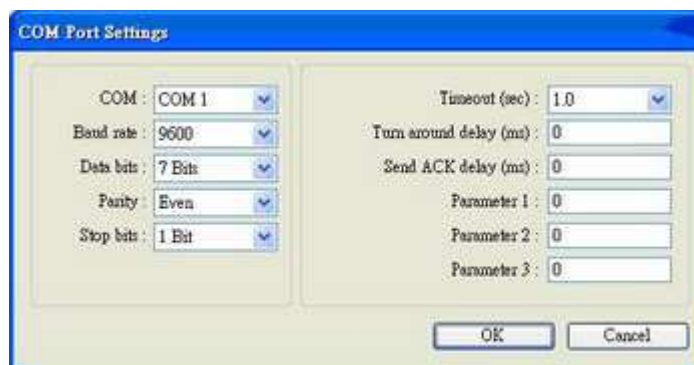 COM Port Settings
COM : COM 1
Baud rate : 9600
Data bits : 7 Bits
Parity : Even
Stop bits : 1 Bit
Timeout (sec) : 1.0
Turn around delay (ms) : 0
Send ACK delay (ms) : 0
Parameter 1 : 0
Parameter 2 : 0
Parameter 3 : 0
OK
Cancel